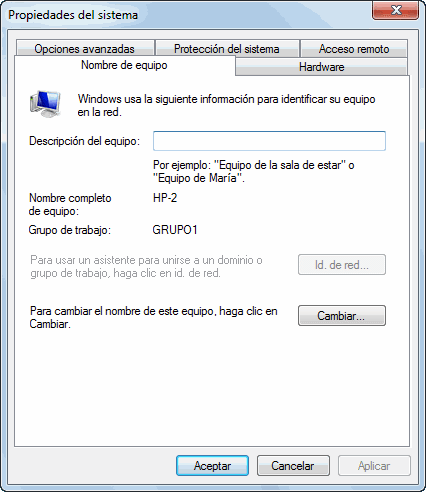 Propiedades del sistema
Opciones avanzadas
Protección del sistema
Acceso remoto
Nombre de equipo
Hardware
Windows usa la siguiente información para identificar su equipo
en la red.
Descripción del equipo:
Por ejemplo: "Equipo de la sala de estar" o
"Equipo de María".
Nombre completo
de equipo:
HP-2
Grupo de trabajo:
GRUPO1
Para usar un asistente para unirse a un dominio o
grupo de trabajo, haga clic en id. de red.
Id. de red...
Para cambiar el nombre de este equipo, haga clic en
Cambiar.
Cambiar...
Aceptar
Cancelar
Aplicar